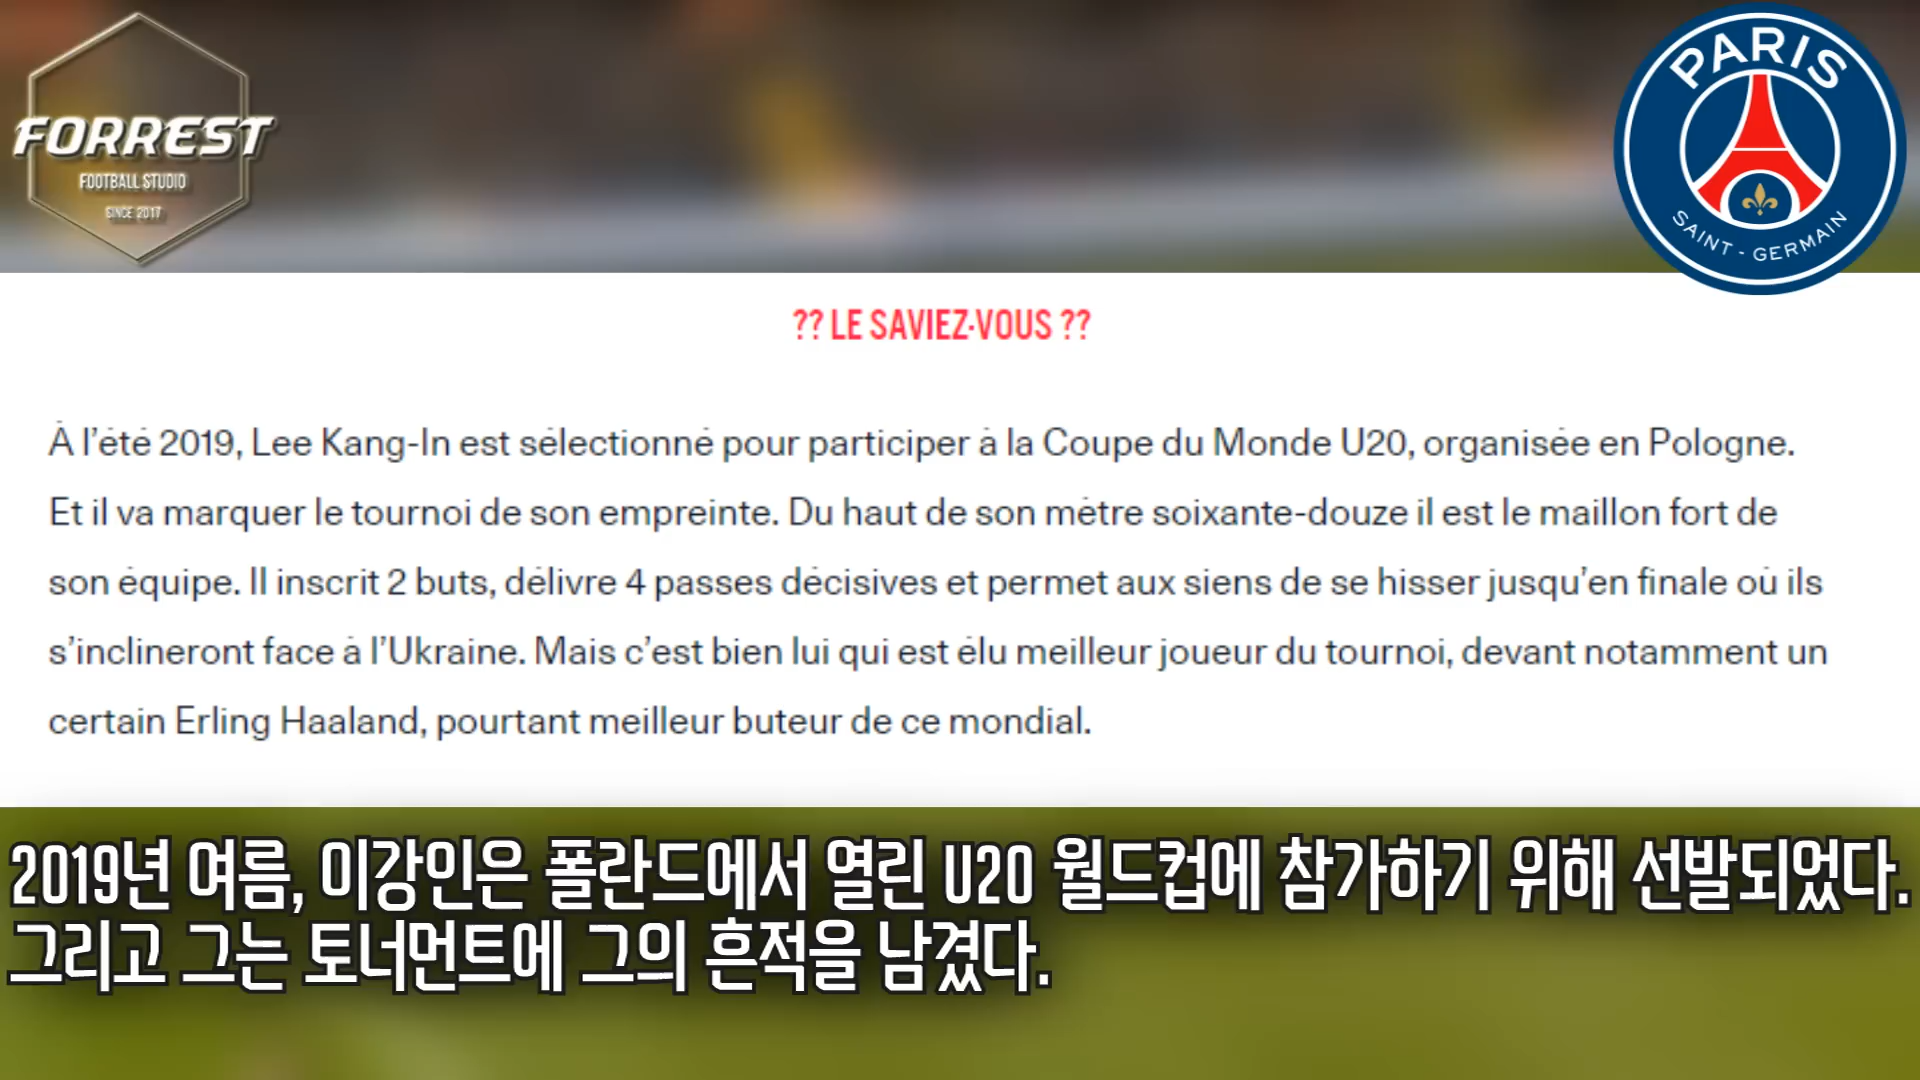 FORREST
FOOTBALL STUDIO
SINCE 2017
PARIS
SAINT - GERMAIN
?? LE SAVIEZ-VOUS ??
À l'été 2019, Lee Kang-In est sélectionné pour participer à la Coupe du Monde U20, organisée en Pologne.
Et il va marquer le tournoi de son empreinte. Du haut de son mètre soixante-douze il est le maillon fort de
son équipe. Il inscrit 2 buts, délivre 4 passes décisives et permet aux siens de se hisser jusqu'en finale où ils
s'inclineront face à l'Ukraine. Mais c'est bien lui qui est élu meilleur joueur du tournoi, devant notamment un
certain Erling Haaland, pourtant meilleur buteur de ce mondial.
2019년 여름, 이강인은 폴란드에서 열린 U20 월드컵에 참가하기 위해 선발되었다.
그리고 그는 토너먼트에 그의 흔적을 남겼다.